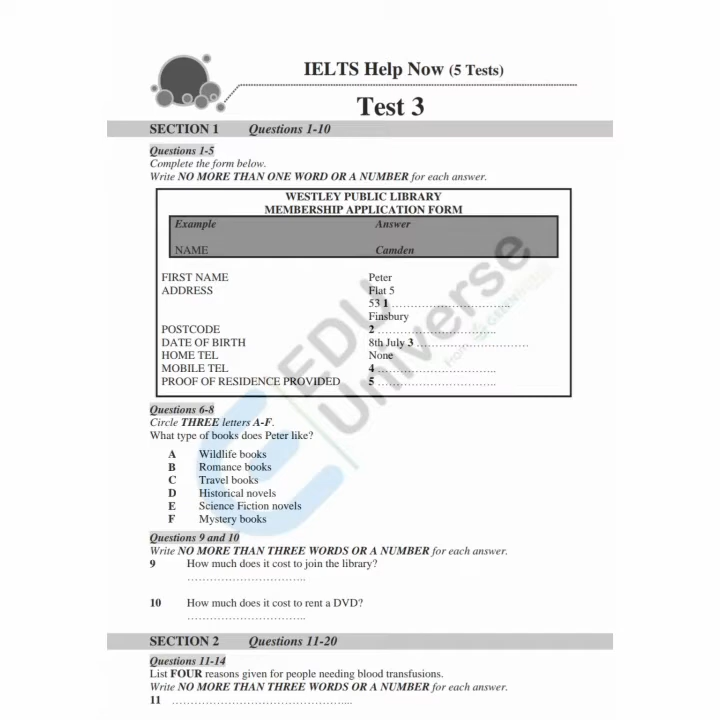 IELTS Help Now (5 Tests)
Test 3
SECTION 1 Questions 1-10
Questions 1-5
Complete the form below.
Write NO MORE THAN ONE WORD OR A NUMBER for each answer.
WESTLEY PUBLIC LIBRARY
MEMBERSHIP APPLICATION FORM
Example Answer
NAME Camden
FIRST NAME Peter
ADDRESS Flat 5
53 1 ……………………………..
Finsbury
POSTCODE 2 …………………………..
DATE OF BIRTH 8th July 3 …………………………
HOME TEL None
MOBILE TEL 4 …………………………..
PROOF OF RESIDENCE PROVIDED 5 …………………………..
Questions 6-8
Circle THREE letters A-F.
What type of books does Peter like?
A Wildlife books
B Romance books
C Travel books
D Historical novels
E Science Fiction novels
F Mystery books
Questions 9 and 10
Write NO MORE THAN THREE WORDS OR A NUMBER for each answer.
9 How much does it cost to join the library?
…………………………..
10 How much does it cost to rent a DVD?
…………………………..
SECTION 2 Questions 11-20
Questions 11-14
List FOUR reasons given for people needing blood transfusions.
Write NO MORE THAN THREE WORDS OR A NUMBER for each answer.
11 ………………………………………....
EDU
Universe